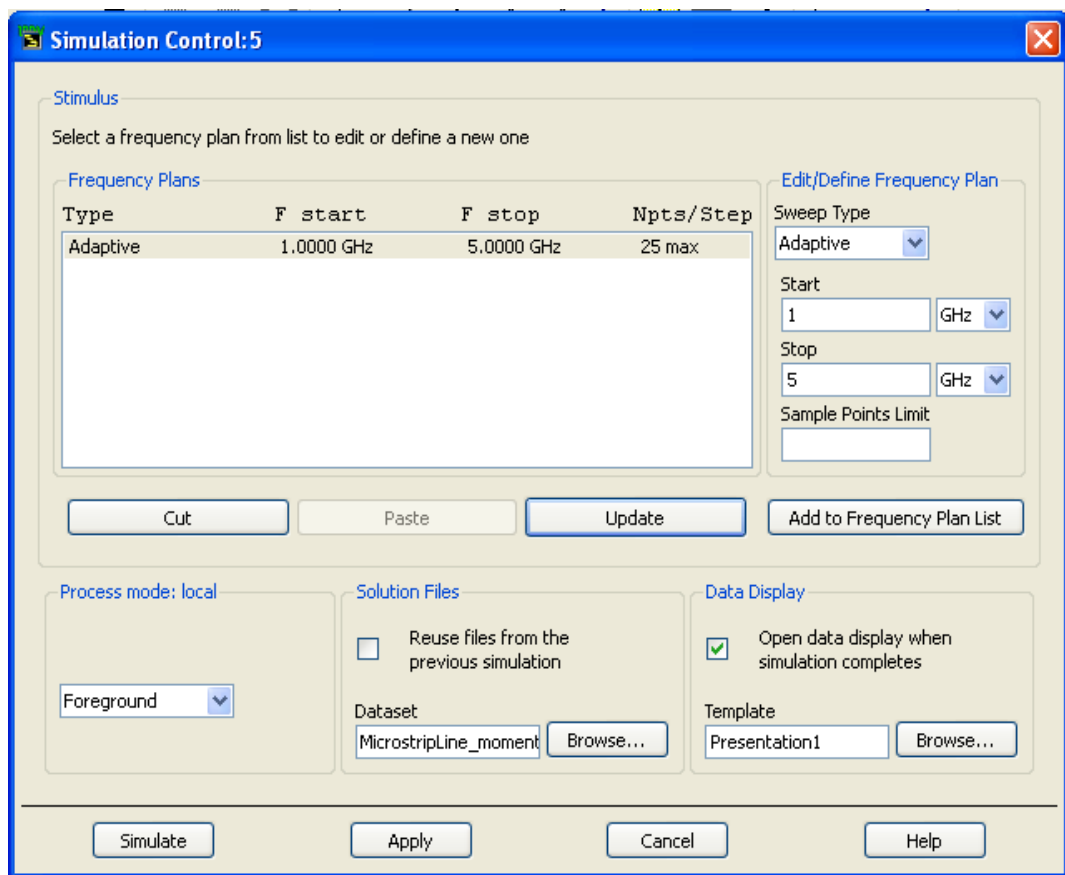 Simulation Control:5
Stimulus
Select a frequency plan from list to edit or define a new one
Frequency Plans
Type F start F stop Npts/Step
Adaptive 1.0000 GHz 5.0000 GHz 25 max
Edit/Define Frequency Plan
Sweep Type
Adaptive
Start
1 GHz
Stop
5 GHz
Sample Points Limit
Cut Paste Update Add to Frequency Plan List
Process mode: local
Foreground
Solution Files
Reuse files from the
previous simulation
Dataset
MicrostripLine_moment Browse...
Data Display
Open data display when
simulation completes
Template
Presentation1 Browse...
Simulate Apply Cancel Help